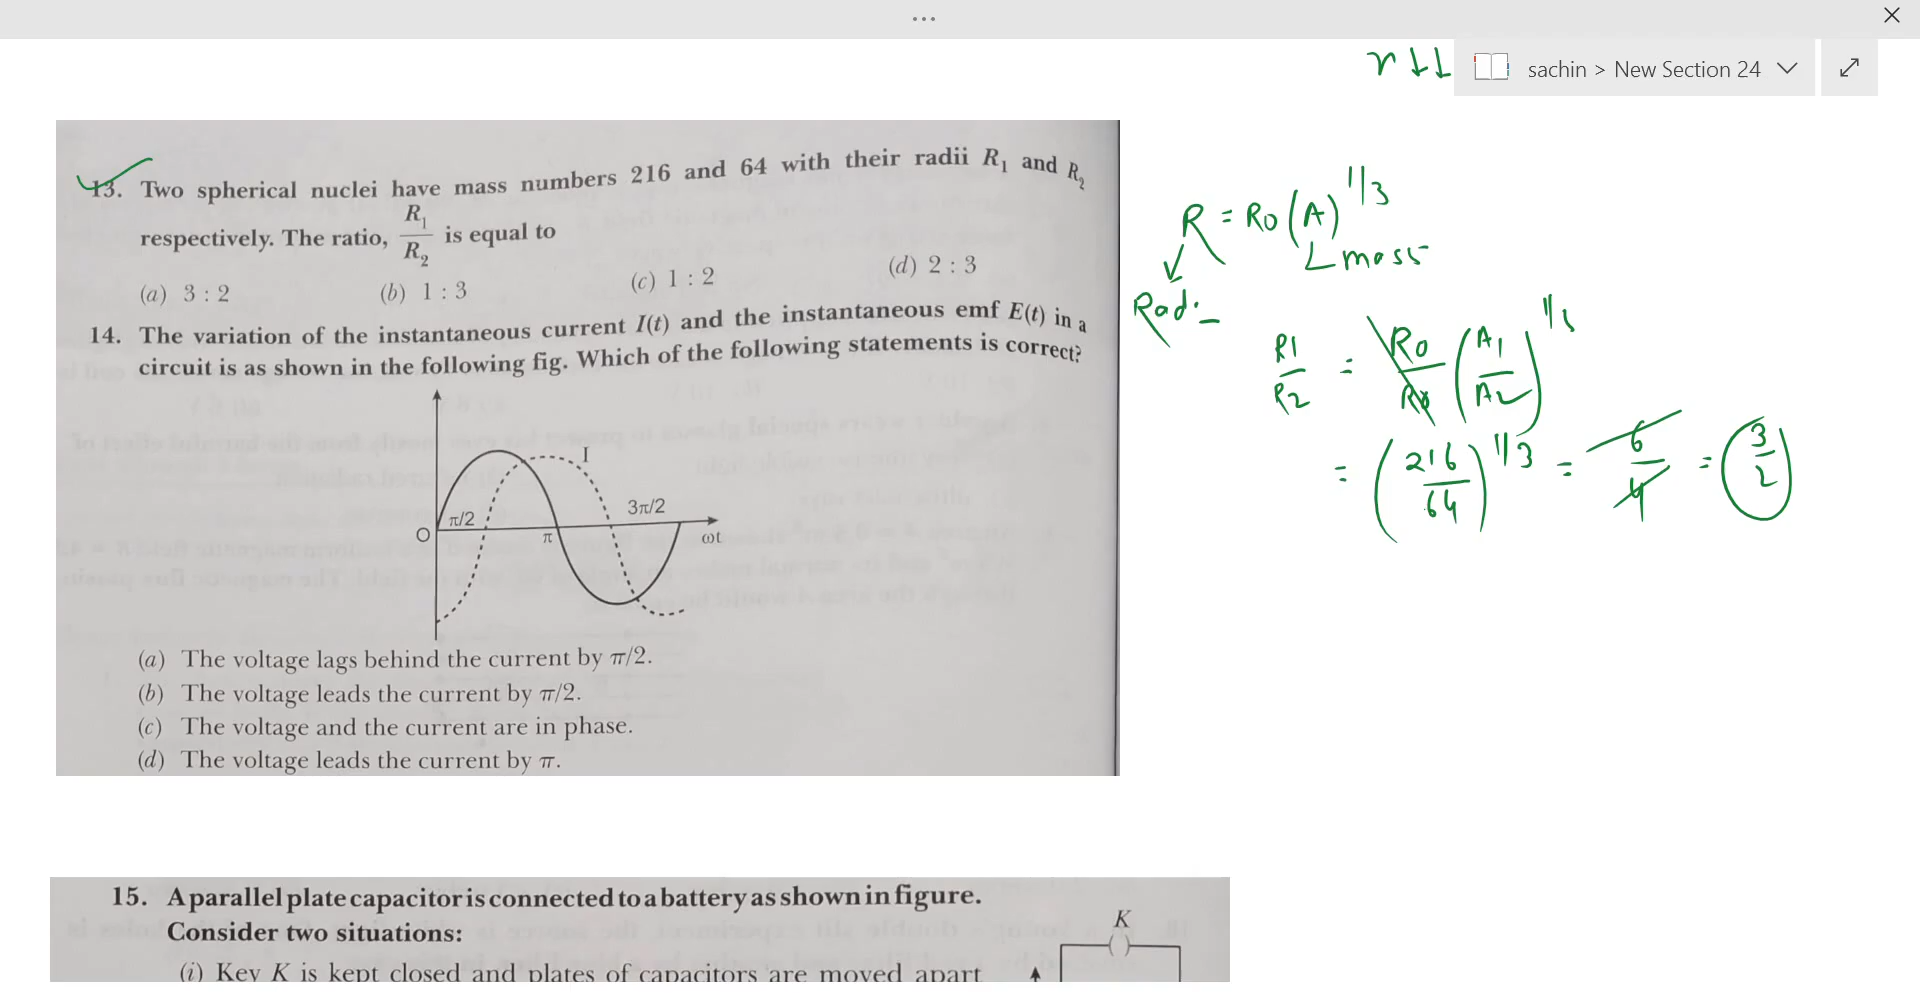 ...
r ↓↓
sachin > New Section 24
13. Two spherical nuclei have mass numbers 216 and 64 with their radii R₁ and R₂
respectively. The ratio, R₁/R₂ is equal to
(a) 3 : 2 (b) 1 : 3 (c) 1 : 2 (d) 2 : 3
14. The variation of the instantaneous current I(t) and the instantaneous emf E(t) in a
circuit is as shown in the following fig. Which of the following statements is correct?
I
π/2 3π/2
O π ωt
(a) The voltage lags behind the current by π/2.
(b) The voltage leads the current by π/2.
(c) The voltage and the current are in phase.
(d) The voltage leads the current by π.
R = R0 (A)^1/3
mass
Rad.
R1/R2 = R0/R0 (A1/A2)
= (216/64)^1/3 = 6/4 = 3/2
15. A parallel plate capacitor is connected to a battery as shown in figure.
Consider two situations:
(i) Key K is kept closed and plates of capacitors are moved apart
K